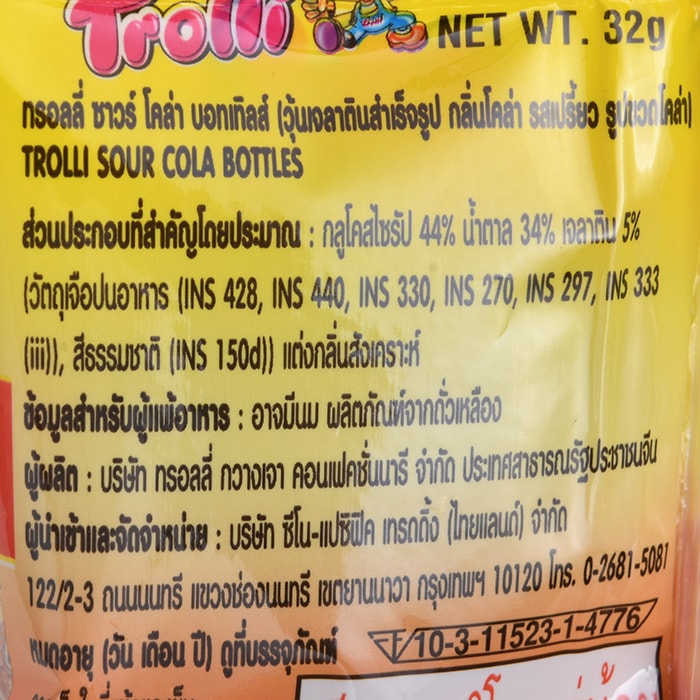 Trolli NET WT. 32g
ทรอลลี่ ซาวร์ โคล่า บอทเทิลส์ (วุ้นเจลาตินสำเร็จรูป กลิ่นโคล่า รสเปรี้ยว รูปขวดโคล่า)
TROLLI SOUR COLA BOTTLES
ส่วนประกอบที่สำคัญโดยประมาณ : กลูโคสไซรัป 44% น้ำตาล 34% เจลาติน 5%
(วัตถุเจือปนอาหาร (INS 428, INS 440, INS 330, INS 270, INS 297, INS 333
(iii)), สีธรรมชาติ (INS 150d)) แต่งกลิ่นสังเคราะห์
ข้อมูลสำหรับผู้แพ้อาหาร : อาจมีนม ผลิตภัณฑ์จากถั่วเหลือง
ผู้ผลิต : บริษัท ทรอลลี่ กวางเจา คอนเฟคชั่นนารี จำกัด ประเทศสาธารณรัฐประชาชนจีน
ผู้นำเข้าและจัดจำหน่าย : บริษัท ซีโน-แปซิฟิค เทรดดิ้ง (ไทยแลนด์) จำกัด
122/2-3 ถนนนนทรี แขวงช่องนนทรี เขตยานนาวา กรุงเทพฯ 10120 โทร. 0-2681-5081
หมดอายุ (วัน เดือน ปี) ดูที่บรรจุภัณฑ์ 10-3-11523-1-4776